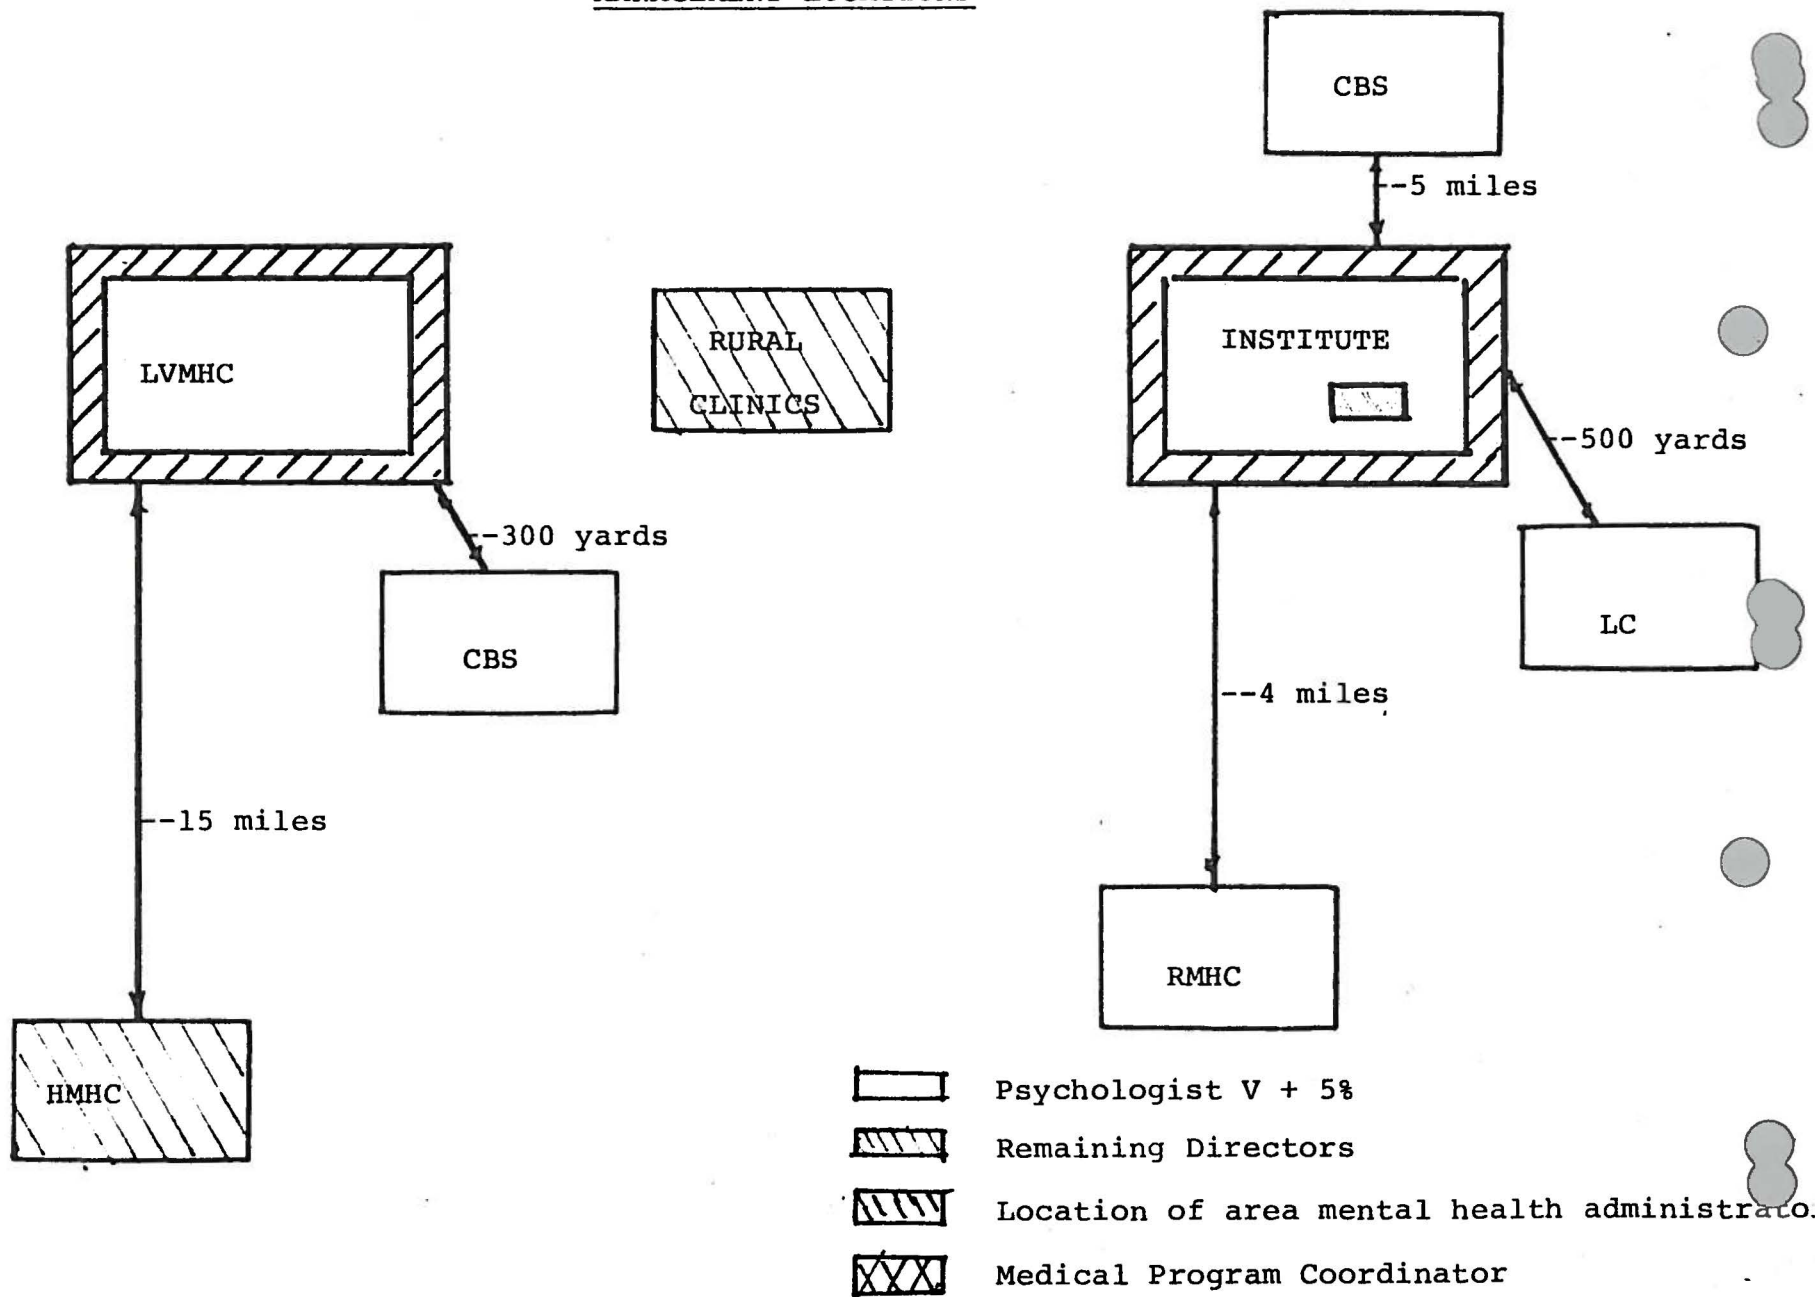 CBS
--5 miles
LVMHC
RURAL
CLINICS
INSTITUTE
--500 yards
--300 yards
CBS
LC
--4 miles
RMHC
--15 miles
HMHC
Psychologist V + 5%
Remaining Directors
Location of area mental health
Medical Program Coordinator